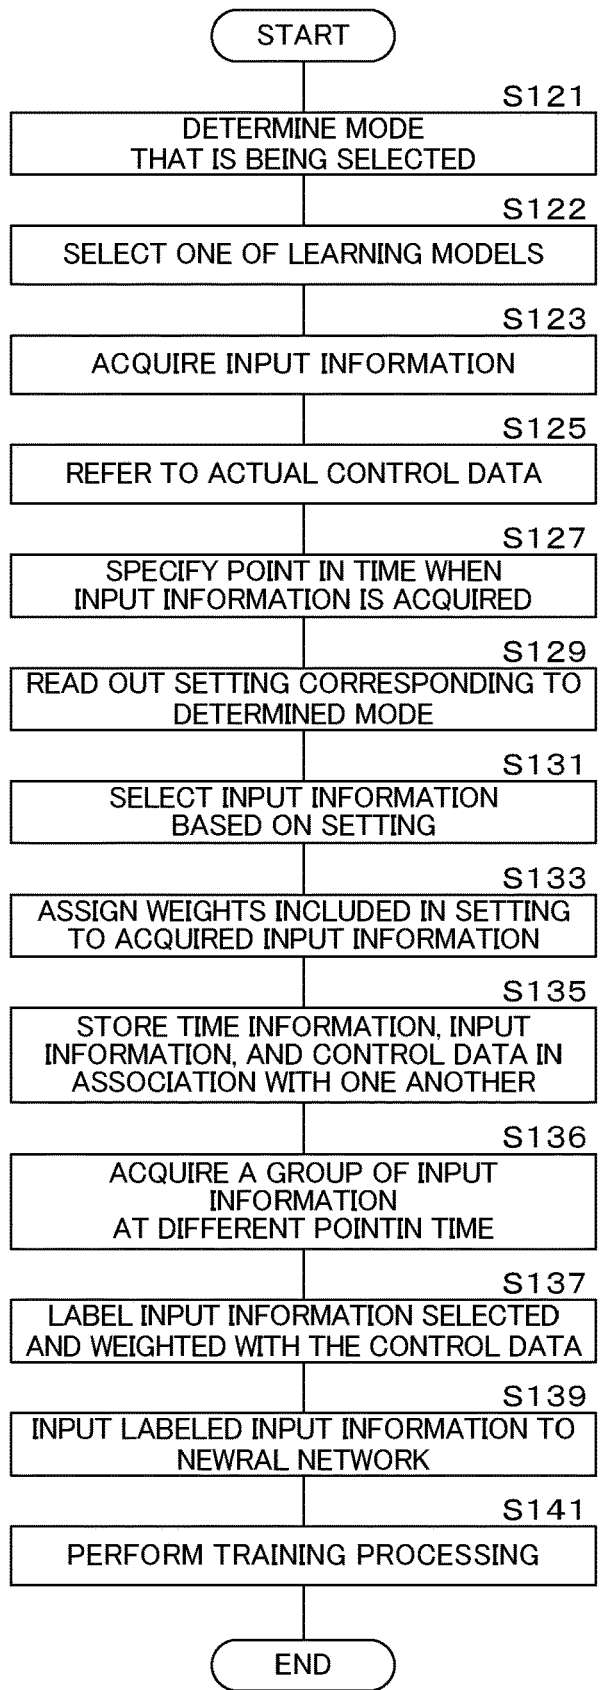 START
S121
DETERMINE MODE
THAT IS BEING SELECTED
S122
SELECT ONE OF LEARNING MODELS
S123
ACQUIRE INPUT INFORMATION
S125
REFER TO ACTUAL CONTROL DATA
S127
SPECIFY POINT IN TIME WHEN
INPUT INFORMATION IS ACQUIRED
S129
READ OUT SETTING CORRESPONDING TO
DETERMINED MODE
S131
SELECT INPUT INFORMATION
BASED ON SETTING
S133
ASSIGN WEIGHTS INCLUDED IN SETTING
TO ACQUIRED INPUT INFORMATION
S135
STORE TIME INFORMATION, INPUT
INFORMATION, AND CONTROL DATA IN
ASSOCIATION WITH ONE ANOTHER
S136
ACQUIRE A GROUP OF INPUT
INFORMATION
AT DIFFERENT POINTIN TIME
S137
LABEL INPUT INFORMATION SELECTED
AND WEIGHTED WITH THE CONTROL DATA
S139
INPUT LABELED INPUT INFORMATION TO
NEWRAL NETWORK
S141
PERFORM TRAINING PROCESSING
END